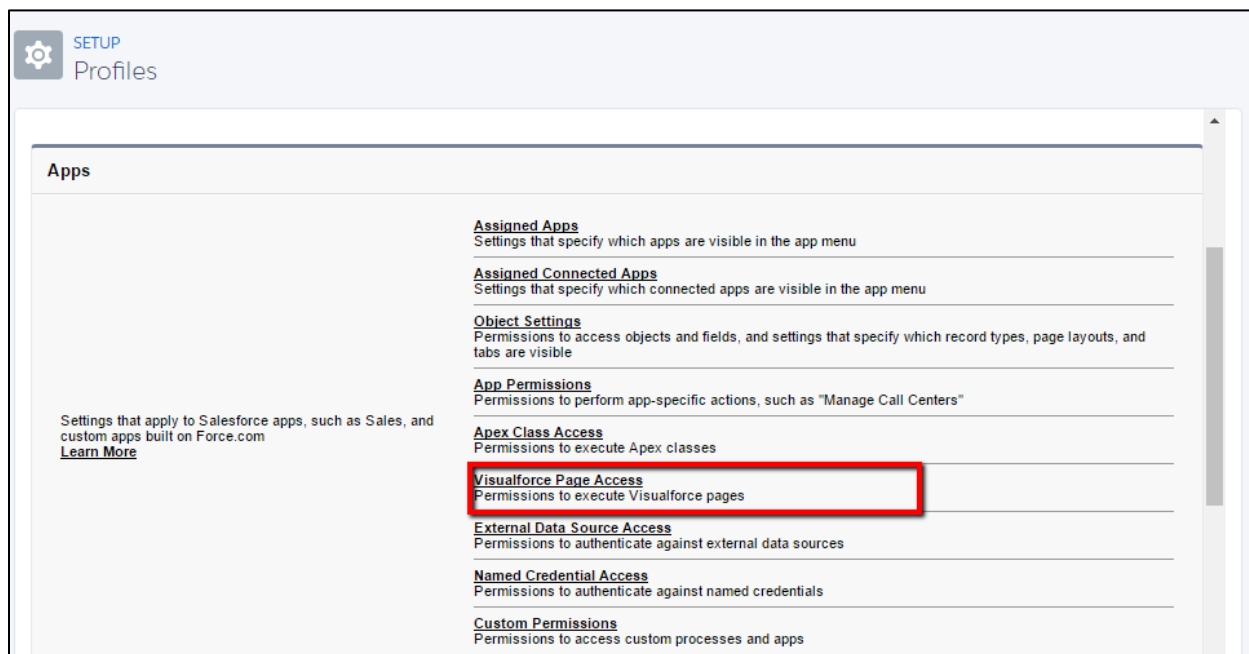 SETUP
Profiles
Apps
Settings that apply to Salesforce apps, such as Sales, and
custom apps built on Force.com
Learn More
Assigned Apps
Settings that specify which apps are visible in the app menu
Assigned Connected Apps
Settings that specify which connected apps are visible in the app menu
Object Settings
Permissions to access objects and fields, and settings that specify which record types, page layouts, and
tabs are visible
App Permissions
Permissions to perform app-specific actions, such as "Manage Call Centers"
Apex Class Access
Permissions to execute Apex classes
Visualforce Page Access
Permissions to execute Visualforce pages
External Data Source Access
Permissions to authenticate against external data sources
Named Credential Access
Permissions to authenticate against named credentials
Custom Permissions
Permissions to access custom processes and apps